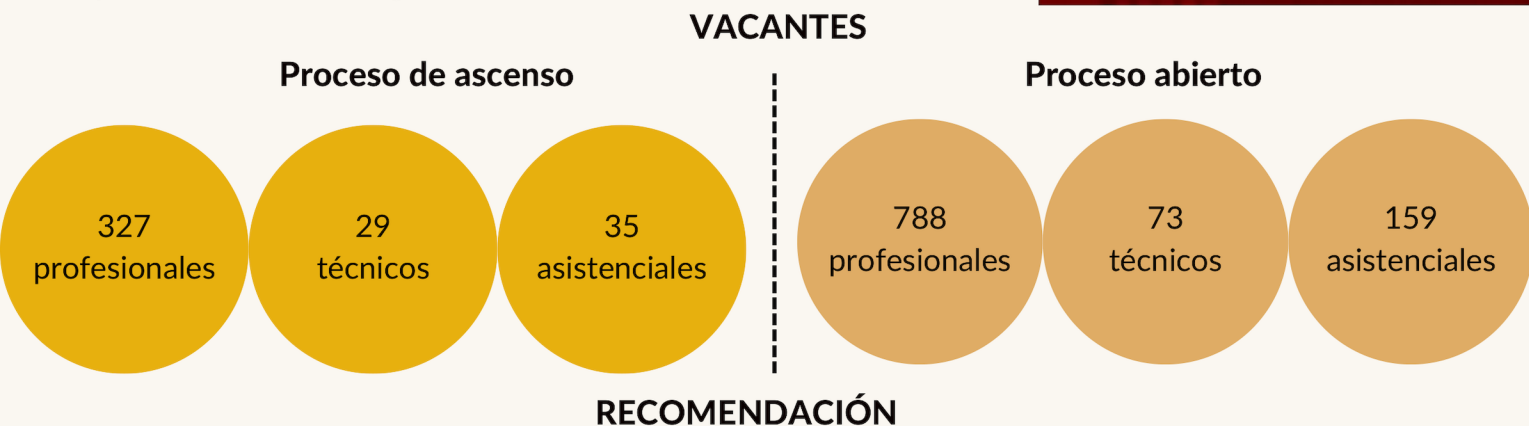 VACANTES
Proceso de ascenso
327
profesionales
29
técnicos
35
asistenciales
Proceso abierto
788
profesionales
73
técnicos
159
asistenciales
RECOMENDACIÓN